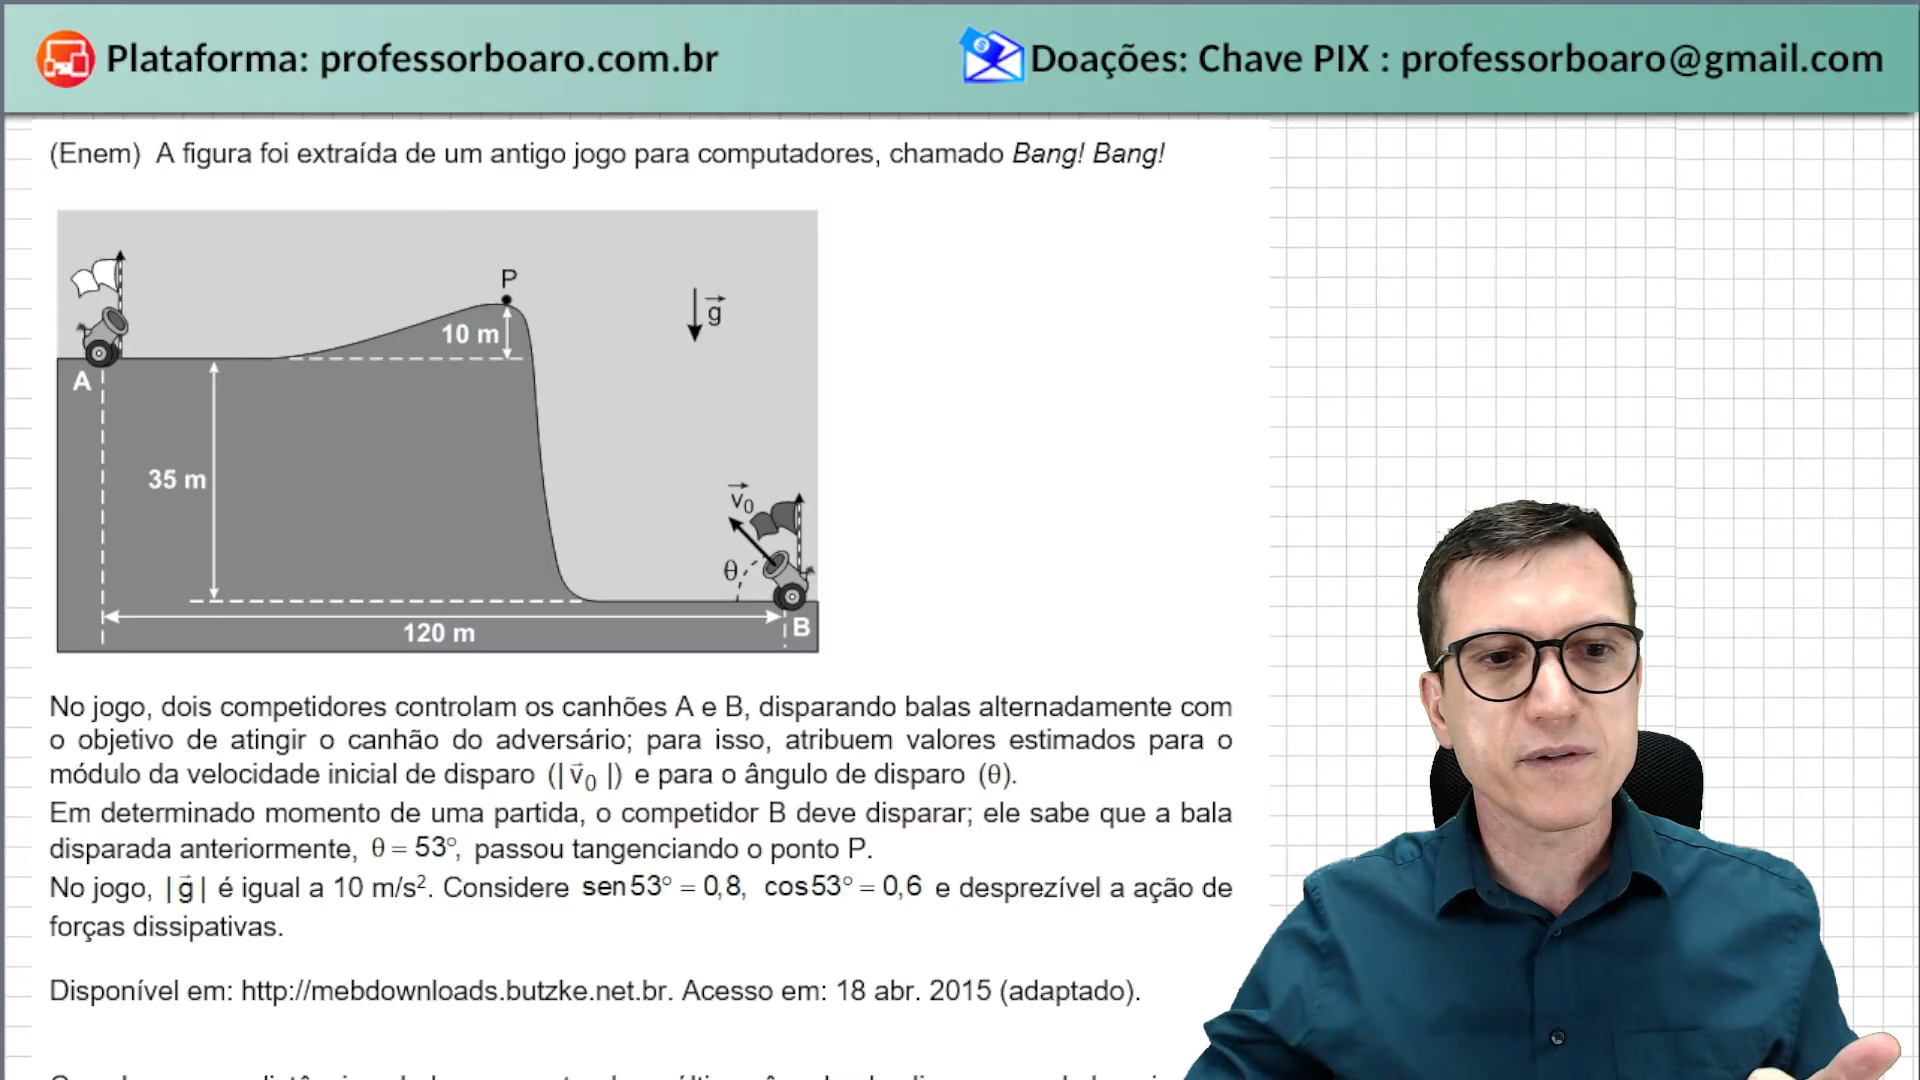 Plataforma: professorboaro.com.br
Doações: Chave PIX : professorboaro@gmail.com
(Enem) A figura foi extraída de um antigo jogo para computadores, chamado Bang! Bang!
P
g
10 m
A
35 m
v0
θ
120 m
B
No jogo, dois competidores controlam os canhões A e B, disparando balas alternadamente com
o objetivo de atingir o canhão do adversário; para isso, atribuem valores estimados para o
módulo da velocidade inicial de disparo (|v⃗₀|) e para o ângulo de disparo (θ).
Em determinado momento de uma partida, o competidor B deve disparar; ele sabe que a bala
disparada anteriormente, θ = 53°, passou tangenciando o ponto P.
No jogo, |g⃗| é igual a 10 m/s². Considere sen53° = 0,8, cos53° = 0,6 e desprezível a ação de
forças dissipativas.
Disponível em: http://mebdownloads.butzke.net.br. Acesso em: 18 abr. 2015 (adaptado).